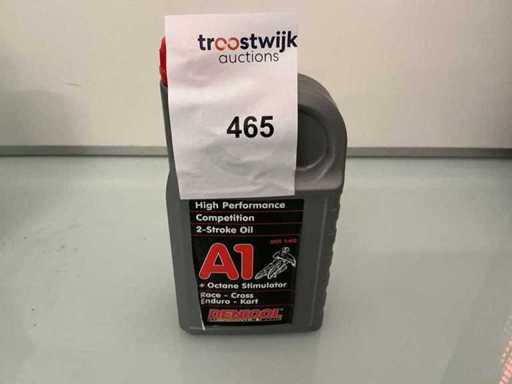 troostwijk
auctions
465
High Performance
Competition
2-Stroke Oil
A1
+ Octane Stimulator
Race - Cross
Enduro - Kart
DENICOL